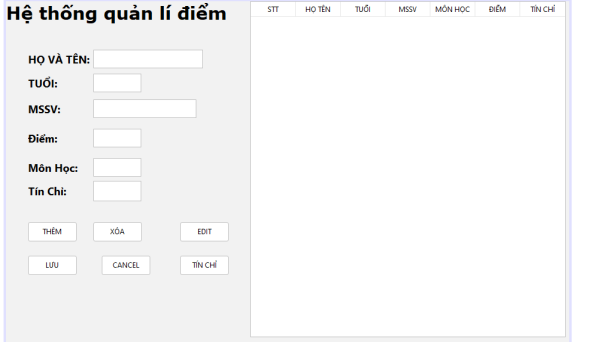 Hệ thống quản lí điểm
HỌ VÀ TÊN:
TUỔI:
MSSV:
Điểm:
Môn Học:
Tín Chỉ:
THÊM XÓA EDIT
LƯU CANCEL TÍN CHỈ
STT HỌ TÊN TUỔI MSSV MÔN HỌC ĐIỂM TÍN CHỈ